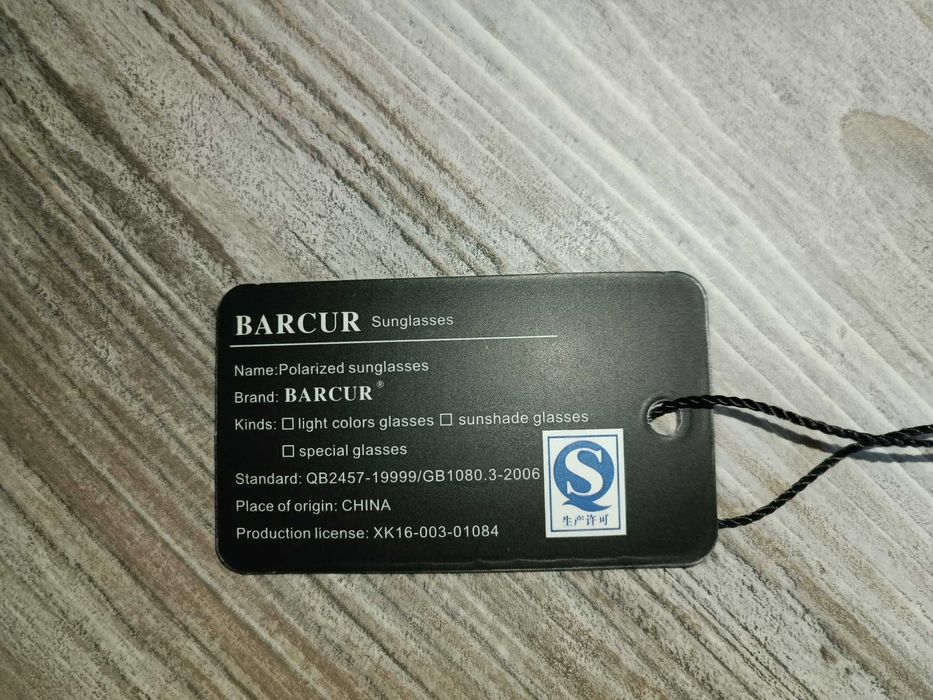 BARCUR Sunglasses
Name:Polarized sunglasses
Brand: BARCUR®
Kinds: ☐ light colors glasses ☐ sunshade glasses
☐ special glasses
Standard: QB2457-19999/GB1080.3-2006
Place of origin: CHINA
Production license: XK16-003-01084
QS
生产许可